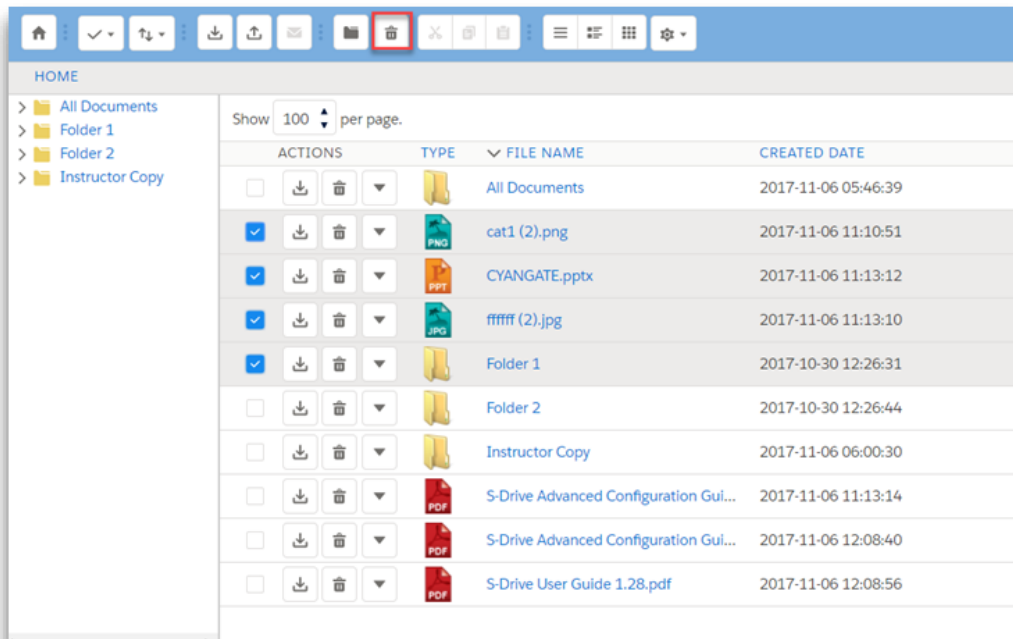 HOME
All Documents
Folder 1
Folder 2
Instructor Copy
Show 100 per page.
ACTIONS TYPE FILE NAME CREATED DATE
All Documents 2017-11-06 05:46:39
PNG cat1 (2).png 2017-11-06 11:10:51
P PPT CYANGATE.pptx 2017-11-06 11:13:12
JPG ffffff (2).jpg 2017-11-06 11:13:10
Folder 1 2017-10-30 12:26:31
Folder 2 2017-10-30 12:26:44
Instructor Copy 2017-11-06 06:00:30
PDF S-Drive Advanced Configuration Gui... 2017-11-06 11:13:14
PDF S-Drive Advanced Configuration Gui... 2017-11-06 12:08:40
PDF S-Drive User Guide 1.28.pdf 2017-11-06 12:08:56